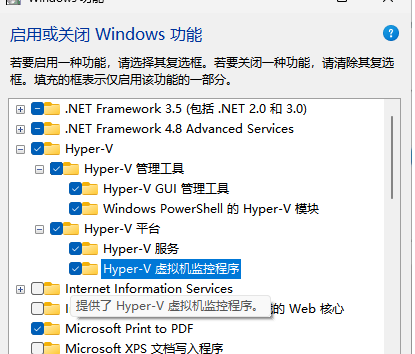 Windows 功能
启用或关闭 Windows 功能
?
若要启用一种功能，请选择其复选框。若要关闭一种功能，请清除其复选
框。填充的框表示仅启用该功能的一部分。
.NET Framework 3.5 (包括 .NET 2.0 和 3.0)
.NET Framework 4.8 Advanced Services
Hyper-V
Hyper-V 管理工具
Hyper-V GUI 管理工具
Windows PowerShell 的 Hyper-V 模块
Hyper-V 平台
Hyper-V 服务
Hyper-V 虚拟机监控程序
Internet Information Services
提供了 Hyper-V 虚拟机监控程序。
的 Web 核心
Microsoft Print to PDF
Microsoft XPS 文档写入程序